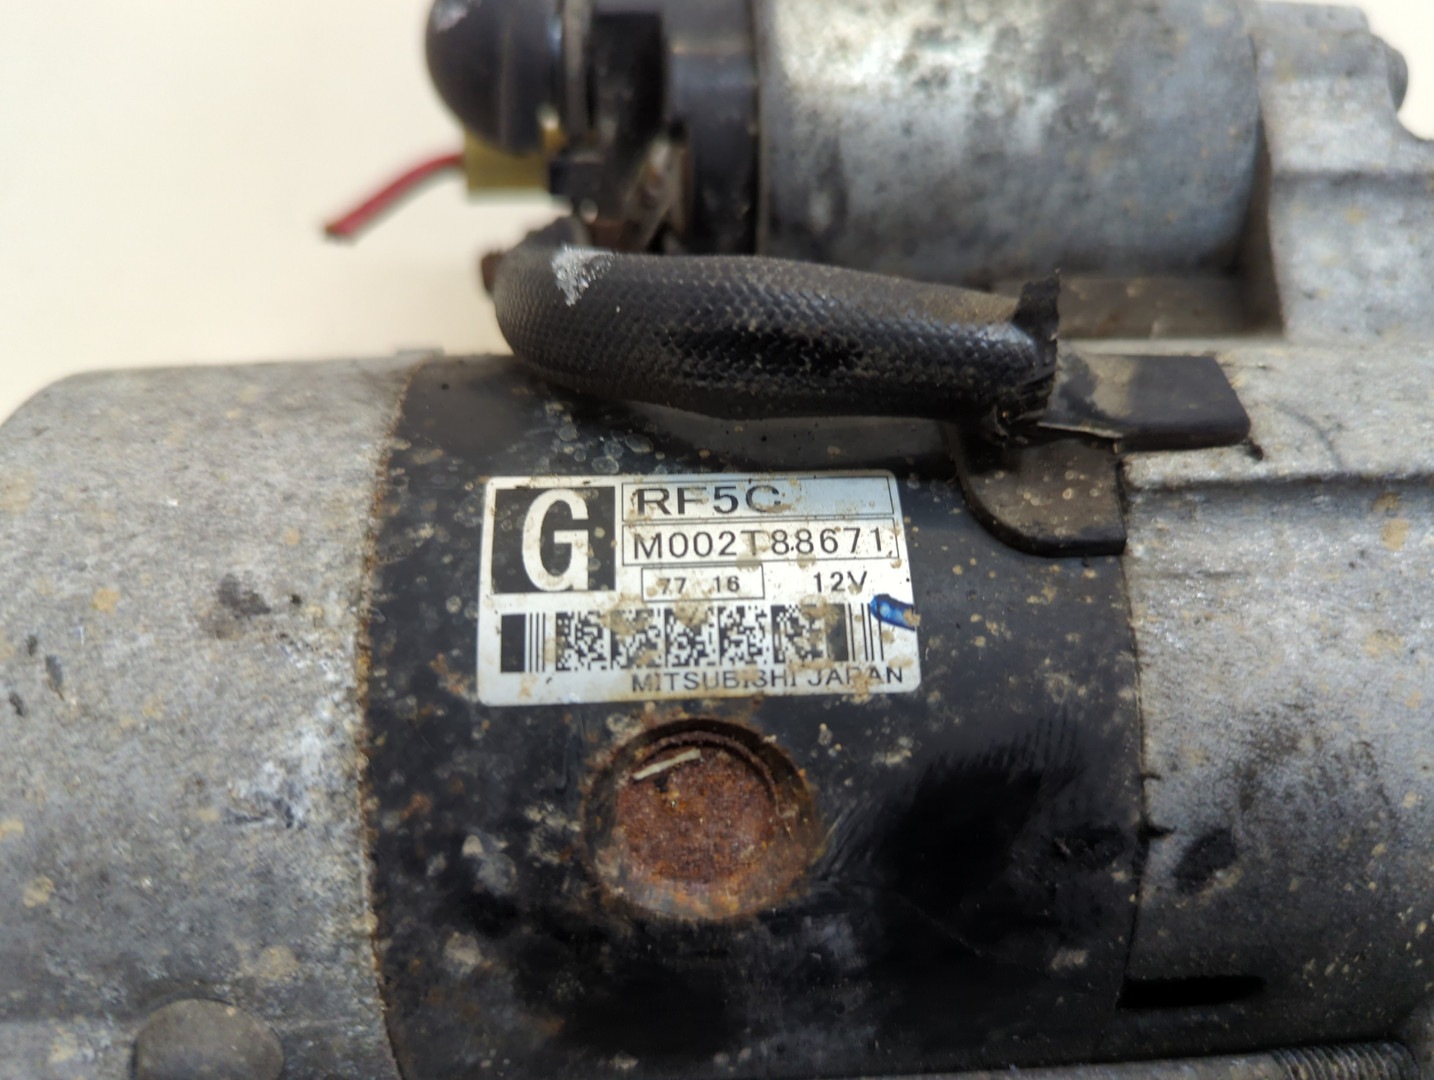 G
RF5C
M002T88671
77 16 12V
MITSUBISHI JAPAN